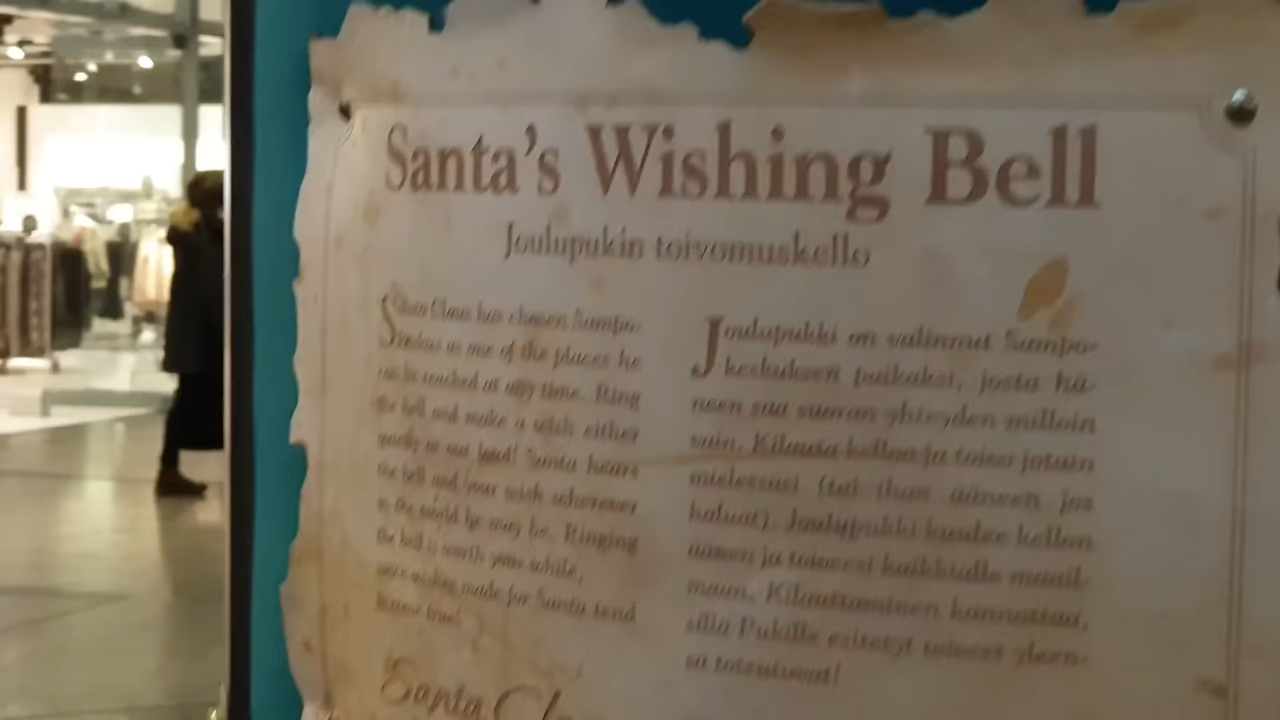 Santa's Wishing Bell
Joulupukin toivomuskello
Santa Claus has chosen Sampo-
keskus as one of the places he
can be reached at any time. Ring
the bell and make a wish either
quietly or out loud! Santa hears
the bell and your wish wherever
in the world he may be. Ringing
the bell is worth your while,
since wishes made for Santa tend
become true!
Santa
Joulupukki on valinnut Sampo-
keskuksen paikaksi, josta hä-
neen saa suoran yhteyden milloin
vain. Kilauta kelloa ja toivo jotain
mielessäsi (tai ihan ääneen jos
haluat). Joulupukki kuulee kellon
äänen ja toiveesi kaikkialle maail-
maan. Kilauttaminen kannattaa,
sillä Pukille esitetyt toiveet yleen-
sä toteutuvat!